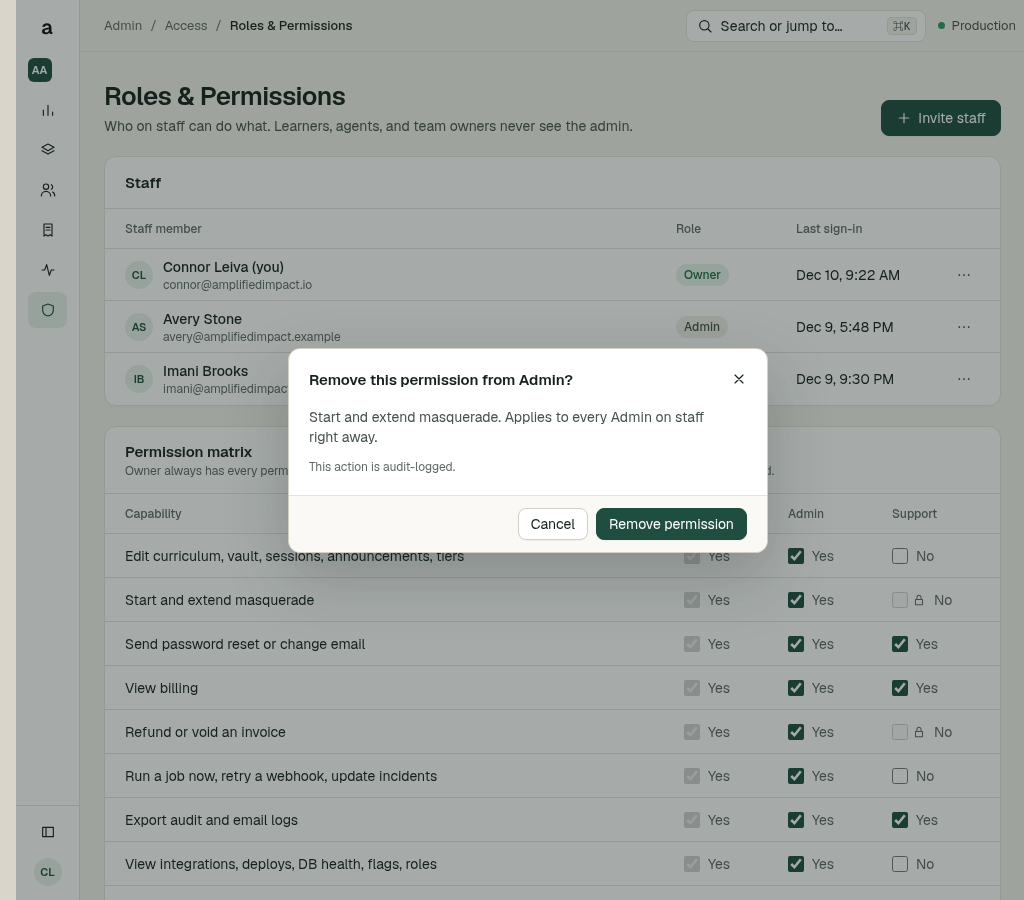 a
Admin / Access / Roles & Permissions
Search or jump to... ⌘K
Production
AA
Roles & Permissions
Who on staff can do what. Learners, agents, and team owners never see the admin.
Invite staff
Staff
Staff member Role Last sign-in
CL Connor Leiva (you) Owner Dec 10, 9:22 AM
connor@amplifiedimpact.io
AS Avery Stone Admin Dec 9, 5:48 PM
avery@amplifiedimpact.example
IB Imani Brooks Dec 9, 9:30 PM
Remove this permission from Admin?
Start and extend masquerade. Applies to every Admin on staff
right away.
This action is audit-logged.
Cancel Remove permission
Permission matrix
Owner always has every
Capability Admin Support
Edit curriculum, vault, sessions, announcements, tiers Yes Yes No
Start and extend masquerade Yes Yes No
Send password reset or change email Yes Yes Yes
View billing Yes Yes Yes
Refund or void an invoice Yes Yes No
Run a job now, retry a webhook, update incidents Yes Yes No
Export audit and email logs Yes Yes Yes
View integrations, deploys, DB health, flags, roles Yes Yes No
CL